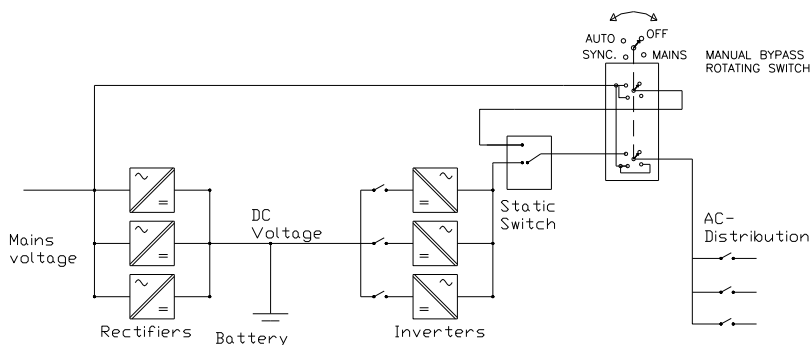 AUTO
OFF
SYNC.
MAINS
MANUAL BYPASS
ROTATING SWITCH
Mains
voltage
Rectifiers
DC
Voltage
Battery
Inverters
Static
Switch
AC-
Distribution